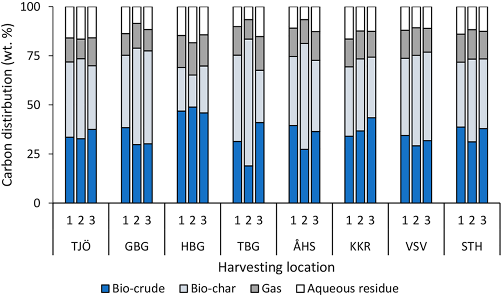 Carbon distirbution (wt. %)
100
75
50
25
0
1 2 3 1 2 3 1 2 3 1 2 3 1 2 3 1 2 3 1 2 3 1 2 3
TJÖ GBG HBG TBG ÅHS KKR VSV STH
Harvesting location
Bio-crude Bio-char Gas Aqueous residue